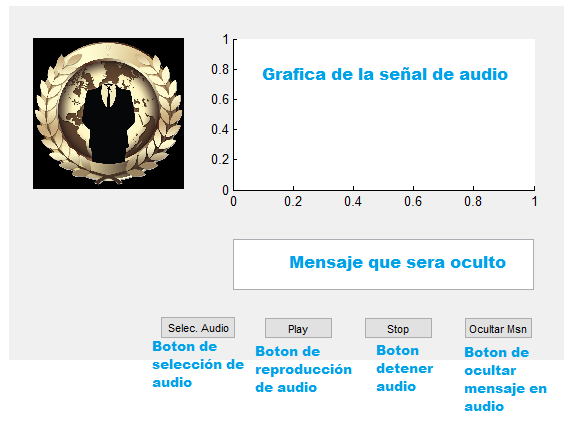 1
0.8
Grafica de la señal de audio
0.6
0.4
0.2
0
0 0.2 0.4 0.6 0.8 1
Mensaje que sera oculto
Selec. Audio Play Stop Ocultar Msn
Boton de
selección de
audio
Boton de
reproducción
de audio
Boton
detener
audio
Boton de
ocultar
mensaje en
audio